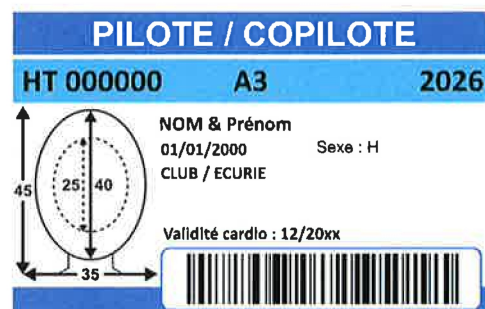 PILOTE / COPILOTE
HT 000000 A3 2026
NOM & Prénom
01/01/2000 Sexe : H
CLUB / ECURIE
45 25 40
Validité cardio : 12/20xx
35